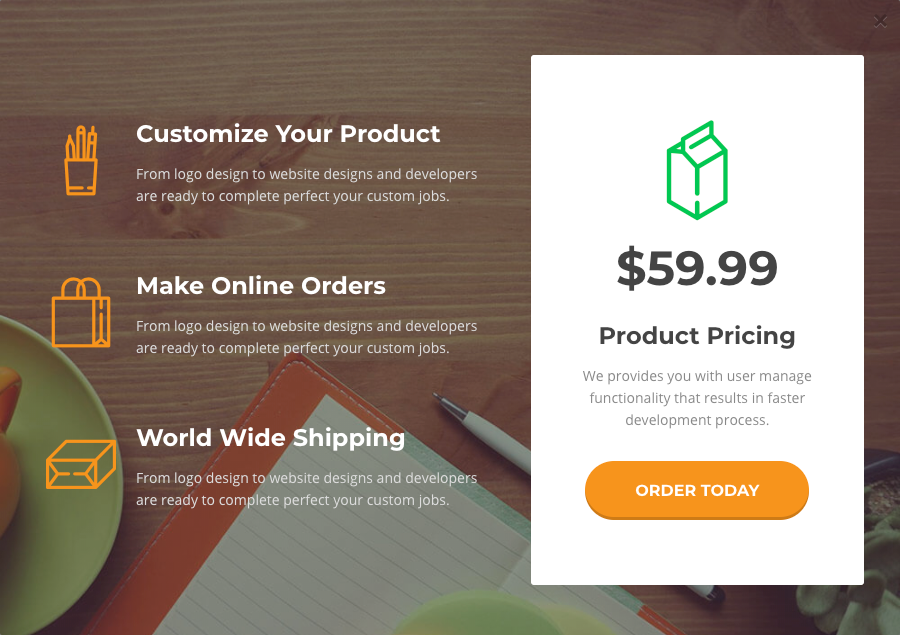 Customize Your Product
From logo design to website designs and developers
are ready to complete perfect your custom jobs.
Make Online Orders
From logo design to website designs and developers
are ready to complete perfect your custom jobs.
World Wide Shipping
From logo design to website designs and developers
are ready to complete perfect your custom jobs.
$59.99
Product Pricing
We provides you with user manage
functionality that results in faster
development process.
ORDER TODAY